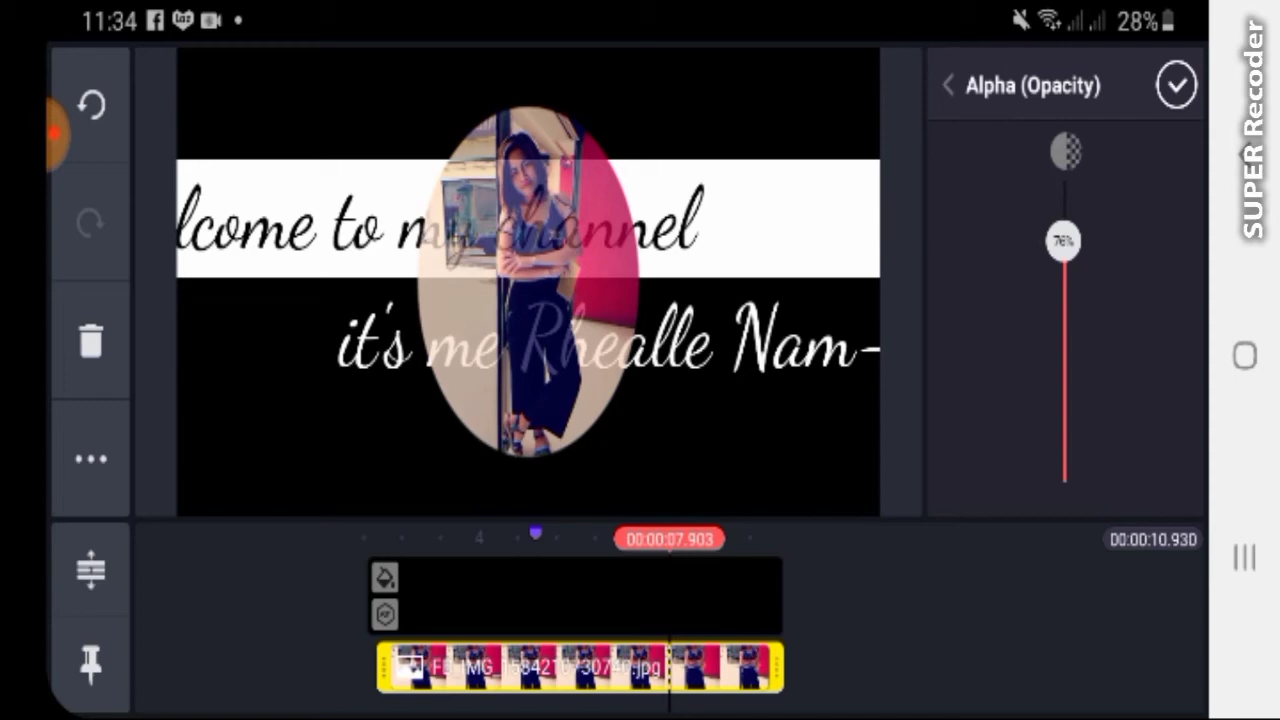 11:34
28%
Alpha (Opacity)
SUPER Recoder
76%
lcome to my channel
it's me Rhealle Nam-
4
00:00:07.903
00:00:10.930